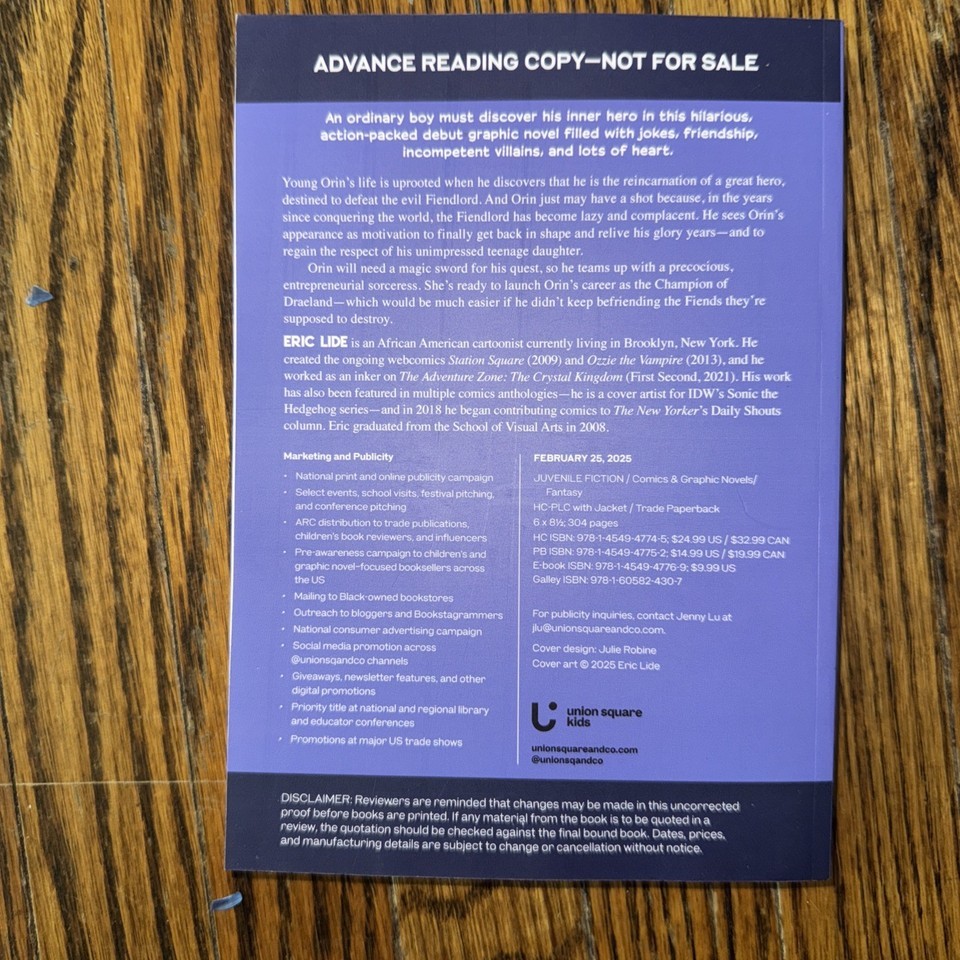 ADVANCE READING COPY—NOT FOR SALE
An ordinary boy must discover his inner hero in this hilarious,
action-packed debut graphic novel filled with jokes, friendship,
incompetent villains, and lots of heart.
Young Orin's life is uprooted when he discovers that he is the reincarnation of a great hero,
destined to defeat the evil Fiendlord. And Orin just may have a shot because, in the years
since conquering the world, the Fiendlord has become lazy and complacent. He sees Orin's
appearance as motivation to finally get back in shape and relive his glory years—and to
regain the respect of his unimpressed teenage daughter.
Orin will need a magic sword for his quest, so he teams up with a precocious,
entrepreneurial sorceress. She's ready to launch Orin's career as the Champion of
Draeland—which would be much easier if he didn't keep befriending the Fiends they're
supposed to destroy.
ERIC LIDE is an African American cartoonist currently living in Brooklyn, New York. He
created the ongoing webcomics Station Square (2009) and Ozzie the Vampire (2013), and he
worked as an inker on The Adventure Zone: The Crystal Kingdom (First Second, 2021). His work
has also been featured in multiple comics anthologies—he is a cover artist for IDW's Sonic the
Hedgehog series—and in 2018 he began contributing comics to The New Yorker's Daily Shouts
column. Eric graduated from the School of Visual Arts in 2008.
Marketing and Publicity
• National print and online publicity campaign
• Select events, school visits, festival pitching,
and conference pitching
• ARC distribution to trade publications,
children's book reviewers, and influencers
• Pre-awareness campaign to children's and
graphic novel–focused booksellers across
the US
• Mailing to Black-owned bookstores
• Outreach to bloggers and Bookstagrammers
• National consumer advertising campaign
• Social media promotion across
@unionsqandco channels
• Giveaways, newsletter features, and other
digital promotions
• Priority title at national and regional library
and educator conferences
• Promotions at major US trade shows
FEBRUARY 25, 2025
JUVENILE FICTION / Comics & Graphic Novels/
Fantasy
HC-PLC with Jacket / Trade Paperback
6 x 8½; 304 pages
HC ISBN: 978-1-4549-4774-5; $24.99 US / $32.99 CAN
PB ISBN: 978-1-4549-4775-2; $14.99 US / $19.99 CAN
E-book ISBN: 978-1-4549-4776-9; $9.99 US
Galley ISBN: 978-1-60582-430-7
For publicity inquiries, contact Jenny Lu at
jlu@unionsquareandco.com.
Cover design: Julie Robine
Cover art © 2025 Eric Lide
union square
kids
unionsquareandco.com
@unionsqandco
DISCLAIMER: Reviewers are reminded that changes may be made in this uncorrected
proof before books are printed. If any material from the book is to be quoted in a
review, the quotation should be checked against the final bound book. Dates, prices,
and manufacturing details are subject to change or cancellation without notice.